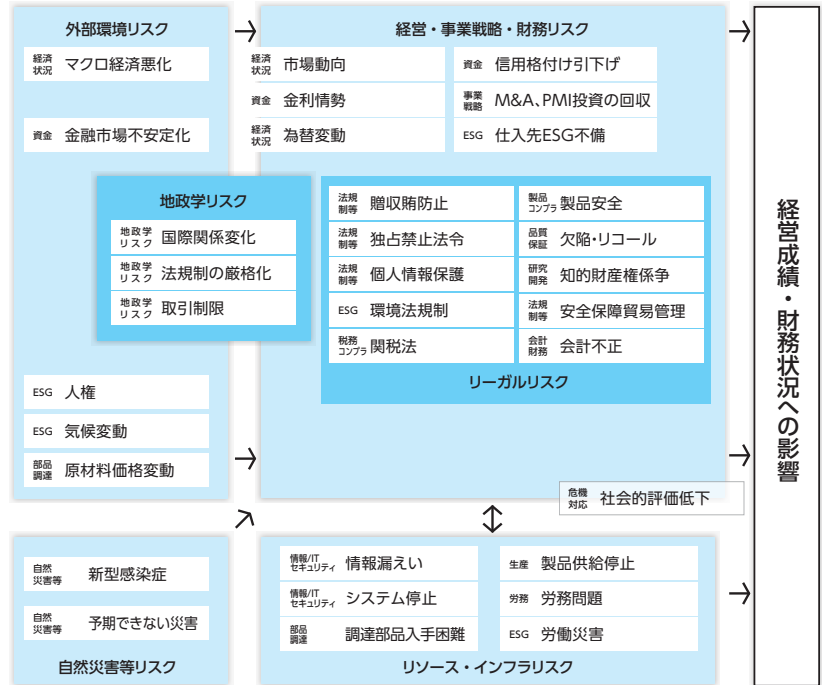 外部環境リスク
経済
状況
マクロ経済悪化
資金
金融市場不安定化
地政学リスク
地政学
リスク
国際関係変化
地政学
リスク
法規制の厳格化
地政学
リスク
取引制限
ESG
人権
ESG
気候変動
部品
調達
原材料価格変動
経営・事業戦略・財務リスク
経済
状況
市場動向
資金
金利情勢
経済
状況
為替変動
資金
信用格付け引下げ
事業
戦略
M&A、PMI投資の回収
ESG
仕入先ESG不備
法規
制等
贈収賄防止
法規
制等
独占禁止法令
法規
制等
個人情報保護
ESG
環境法規制
税務
コンプラ
関税法
製品
コンプラ
製品安全
品質
保証
欠陥・リコール
研究
開発
知的財産権係争
法規
制等
安全保障貿易管理
会計
財務
会計不正
リーガルリスク
危機
対応
社会的評価低下
自然
災害等
新型感染症
自然
災害等
予期できない災害
自然災害等リスク
情報/IT
セキュリティ
情報漏えい
情報/IT
セキュリティ
システム停止
部品
調達
調達部品入手困難
生産
製品供給停止
労務
労務問題
ESG
労働災害
リソース・インフラリスク
経営成績・財務状況への影響